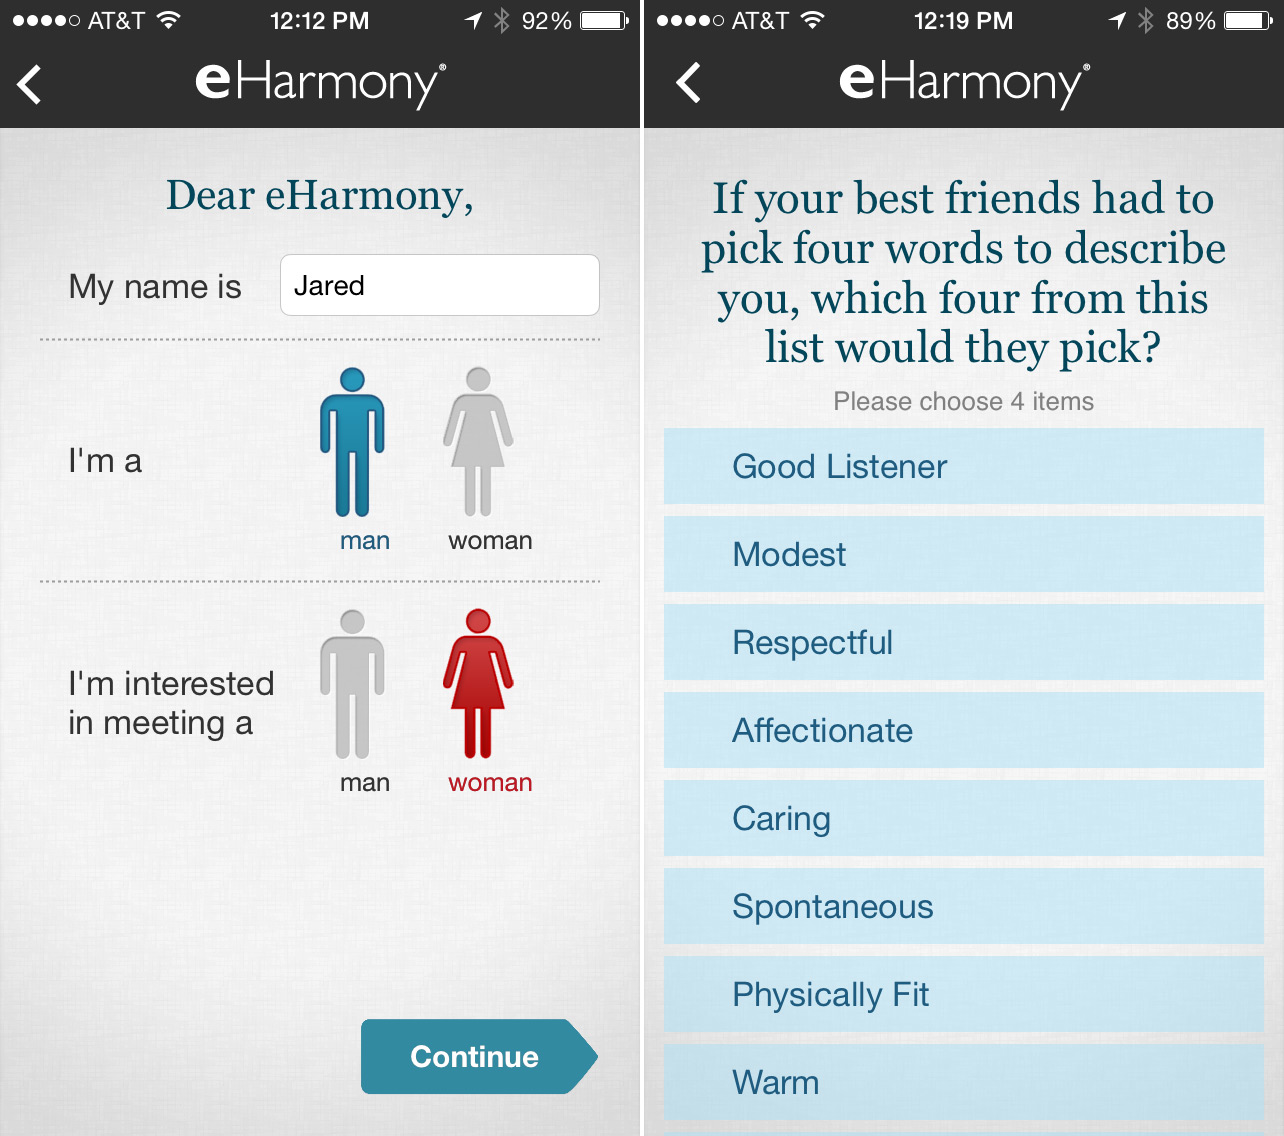 AT&T 12:12 PM 92%
eHarmony®
Dear eHarmony,
My name is Jared
I'm a
man woman
I'm interested
in meeting a
man woman
Continue
AT&T 12:19 PM 89%
eHarmony®
If your best friends had to
pick four words to describe
you, which four from this
list would they pick?
Please choose 4 items
Good Listener
Modest
Respectful
Affectionate
Caring
Spontaneous
Physically Fit
Warm